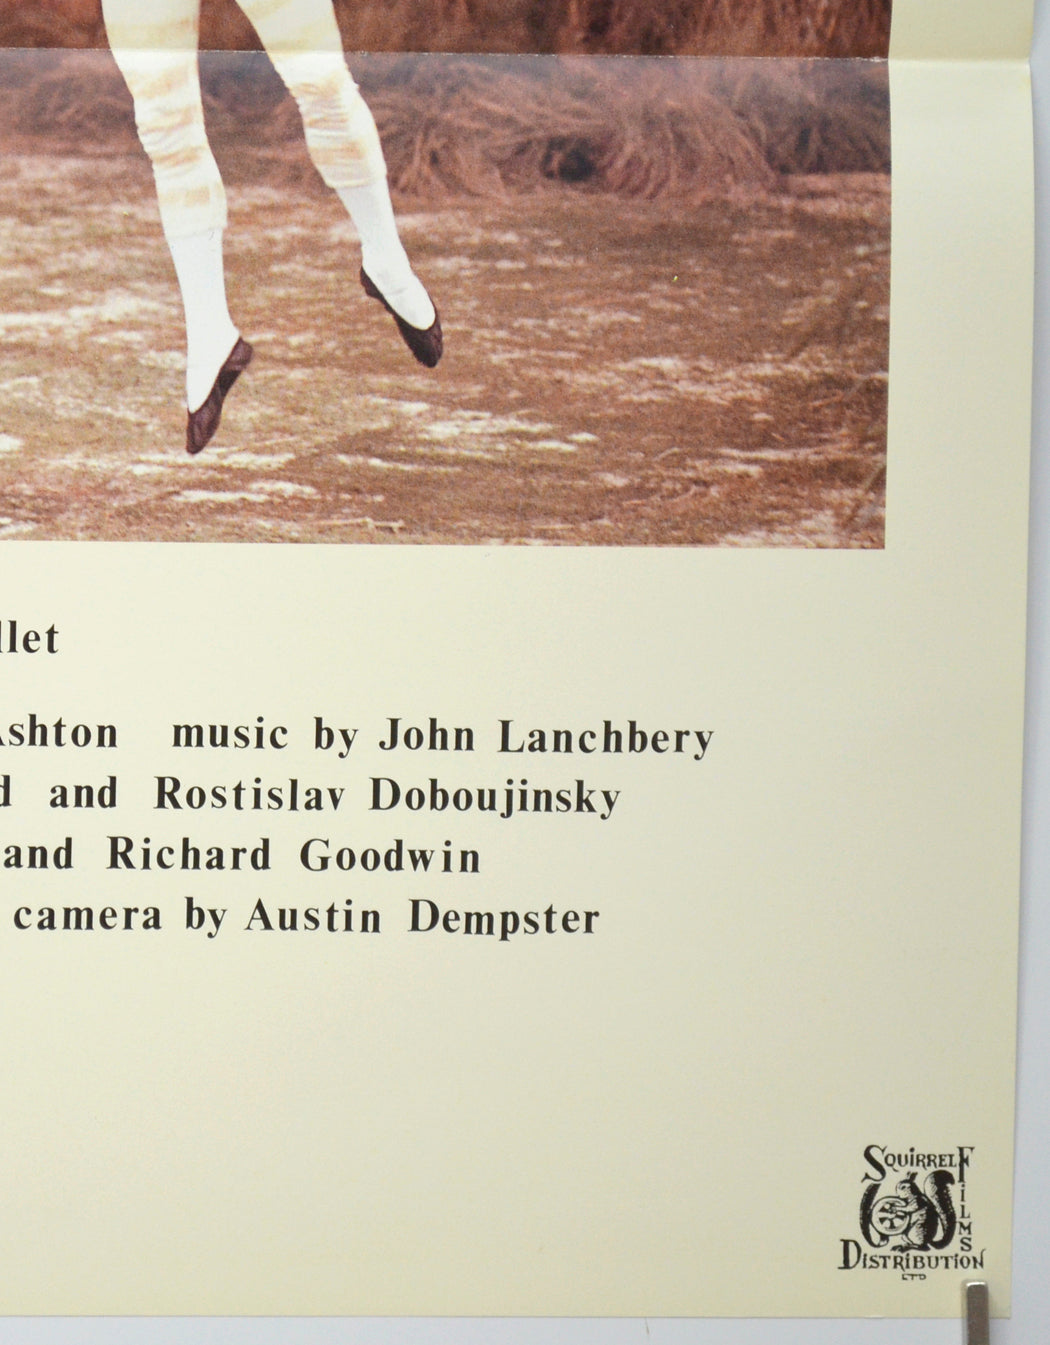 llet
Ashton music by John Lanchbery
d and Rostislav Doboujinsky
and Richard Goodwin
camera by Austin Dempster
SQUIRREL
FILMS
DISTRIBUTION
LTD